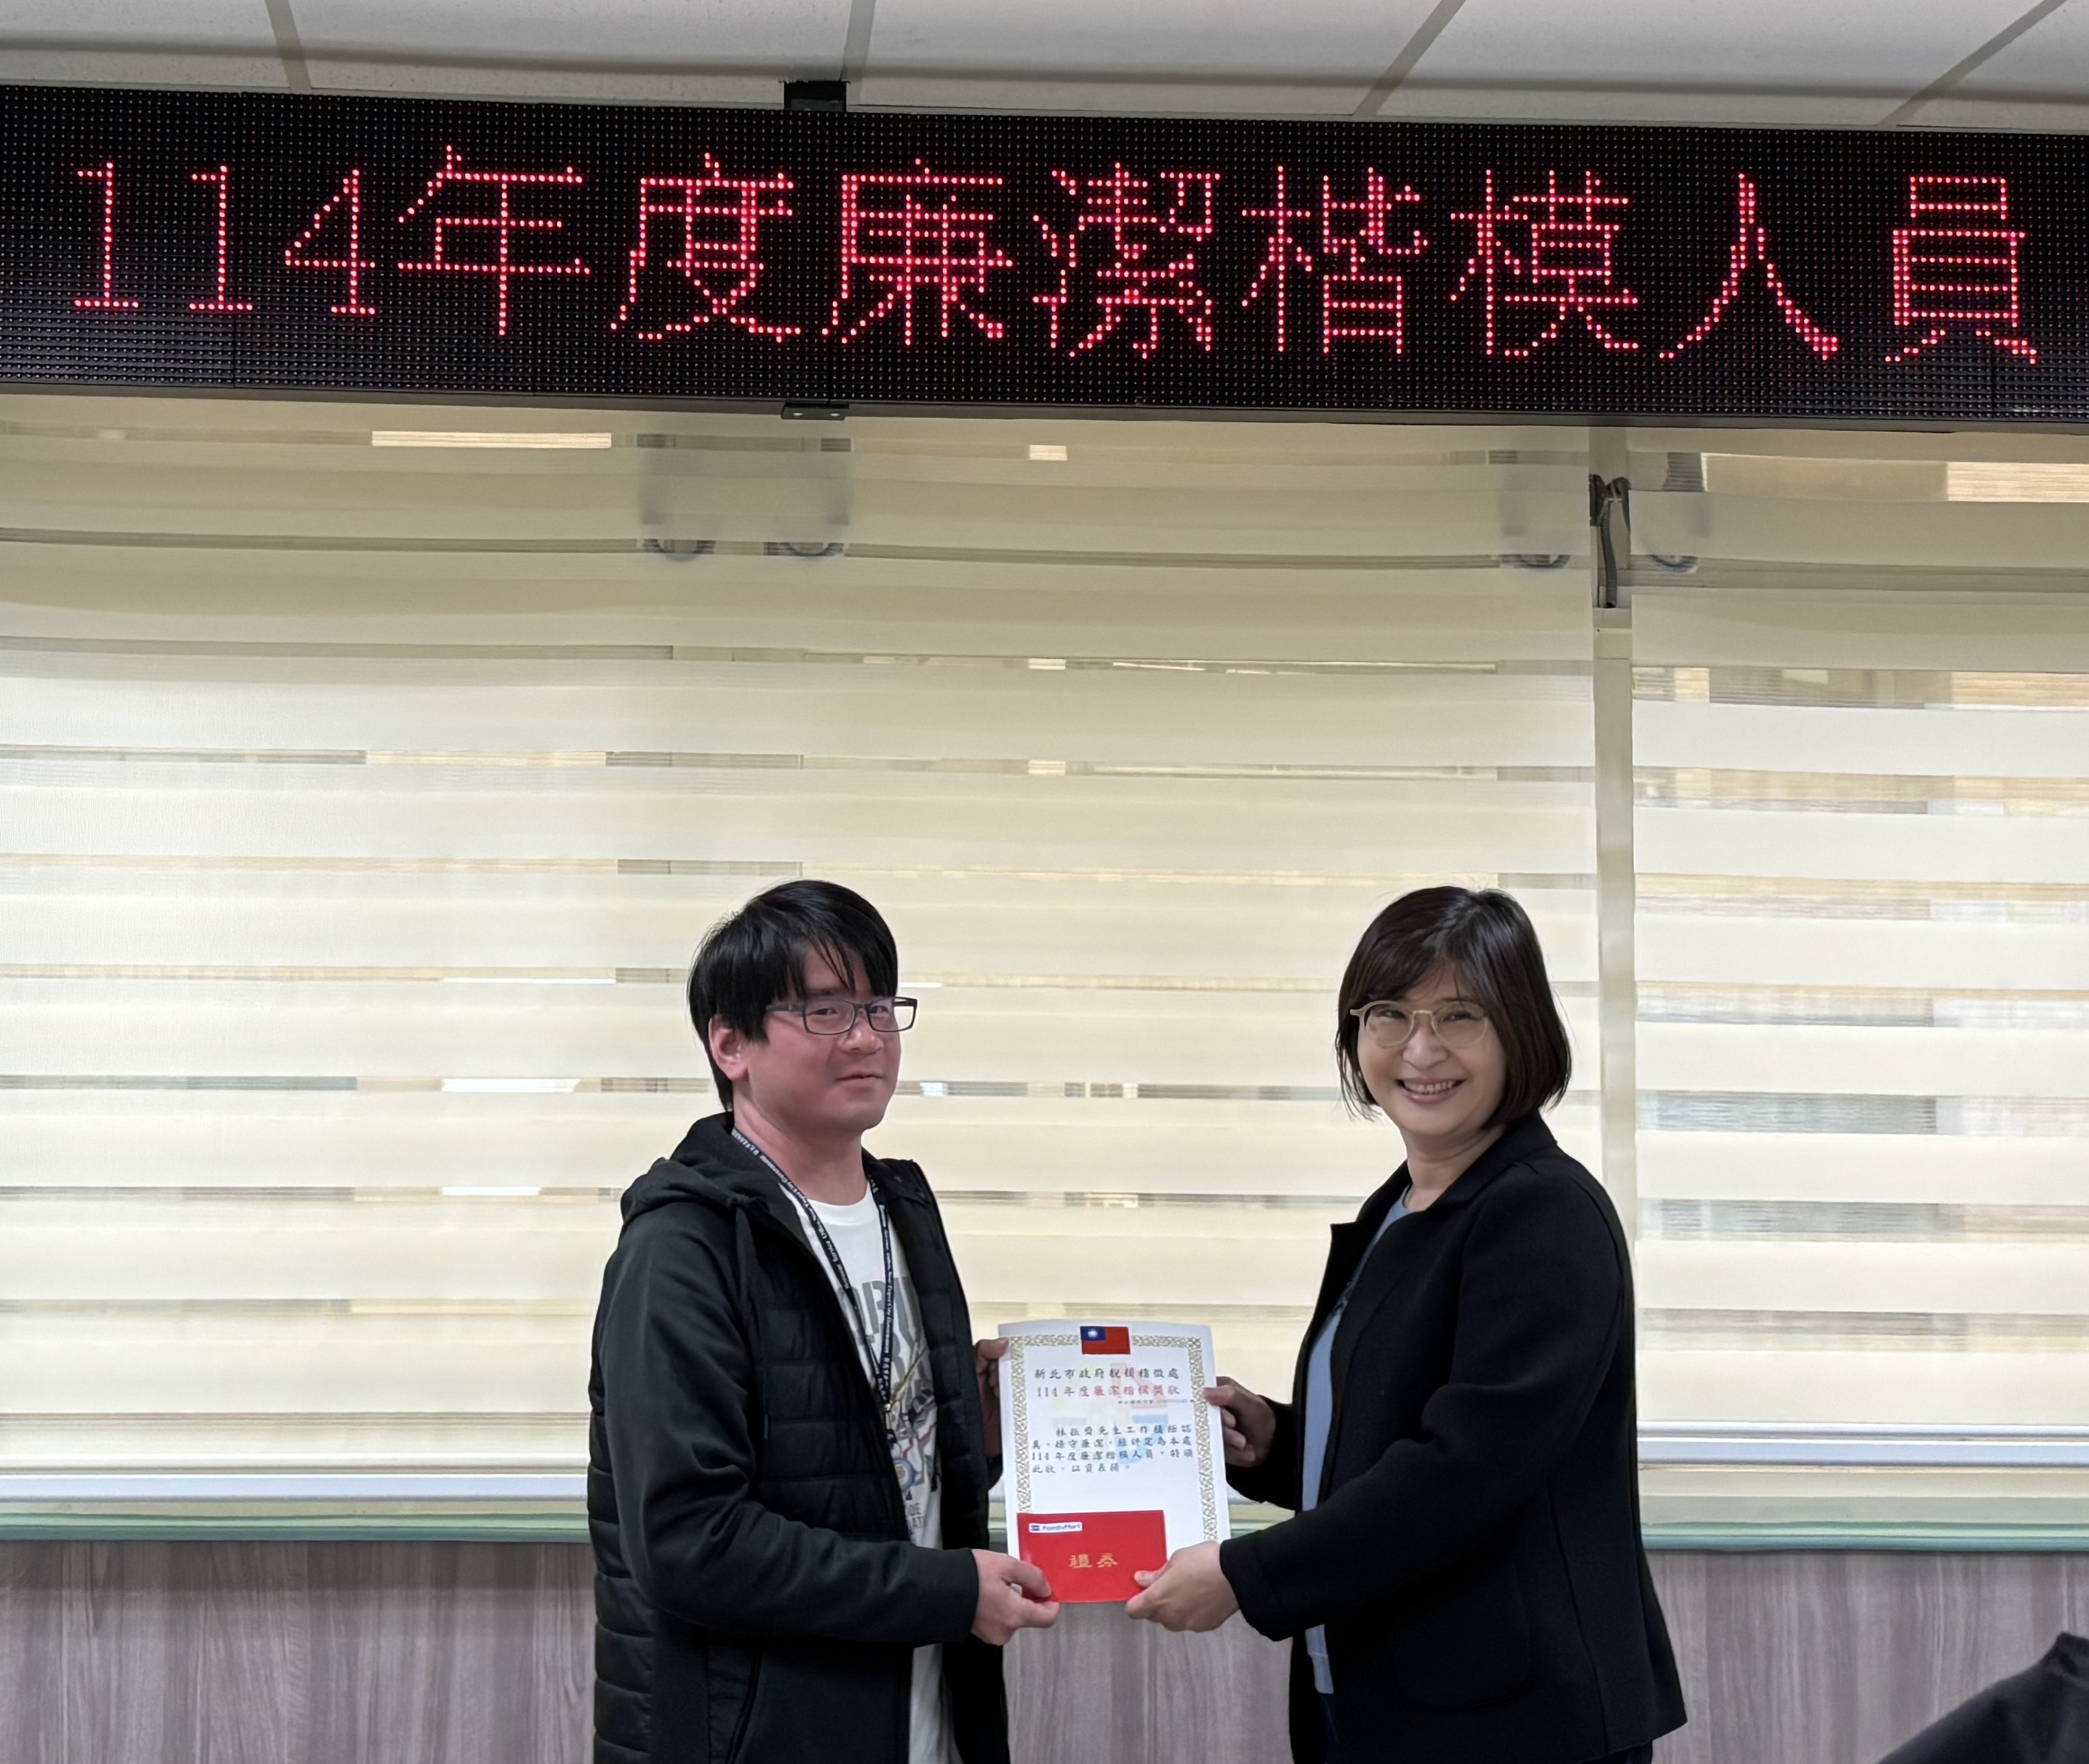 114年度廉潔楷模人員
新北市政府稅捐稽徵處
114年度廉潔楷模獎狀
林振 先生工作積極認
真，操守廉潔，經評定為本處
114年度廉潔楷模人員，特頒
此狀，以資表揚。
FamilyMart
禮券